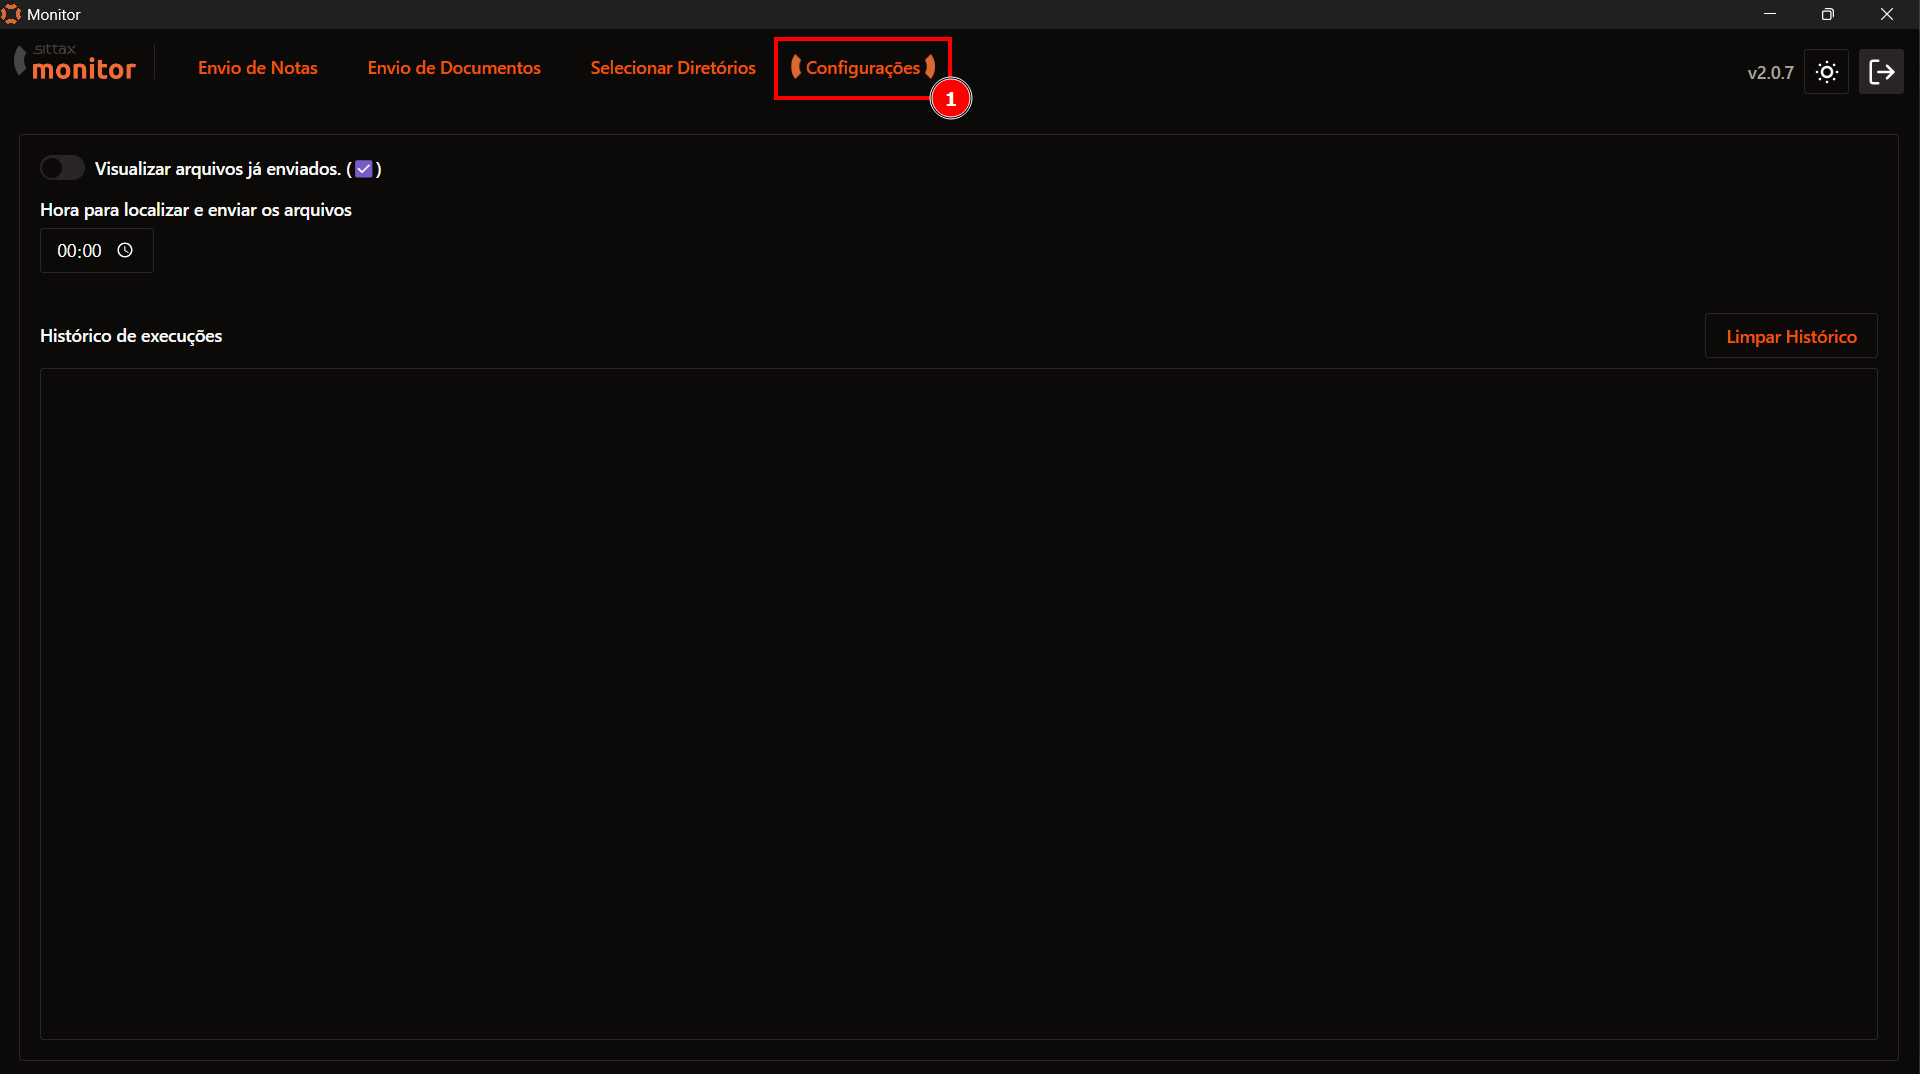 Monitor
sittax
monitor
Envio de Notas
Envio de Documentos
Selecionar Diretórios
Configurações
1
v2.0.7
Visualizar arquivos já enviados. (☑)
Hora para localizar e enviar os arquivos
00:00
Histórico de execuções
Limpar Histórico